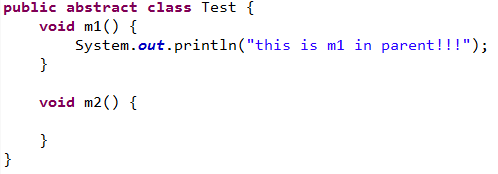 public abstract class Test {
    void m1() {
        System.out.println("this is m1 in parent!!!");
    }

    void m2() {

    }
}